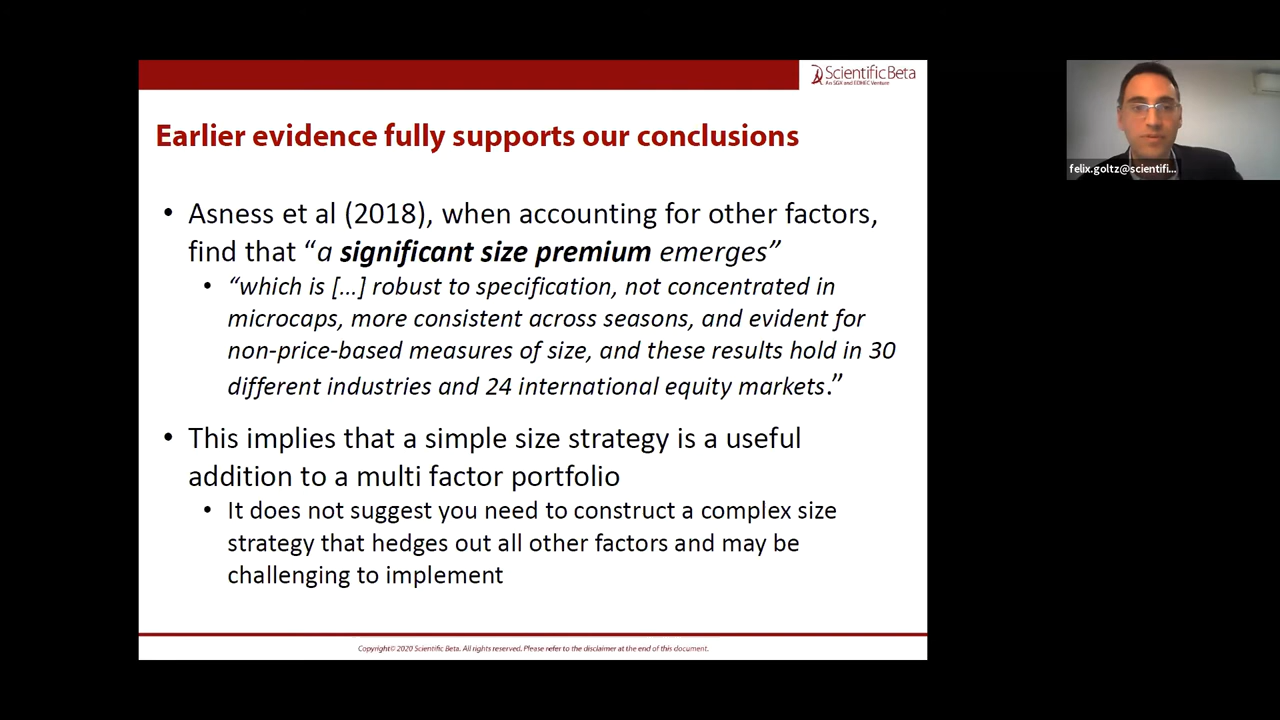 ScientificBeta
An SGX and EDHEC Venture
Earlier evidence fully supports our conclusions
• Asness et al (2018), when accounting for other factors,
find that “a significant size premium emerges”
• “which is […] robust to specification, not concentrated in
microcaps, more consistent across seasons, and evident for
non-price-based measures of size, and these results hold in 30
different industries and 24 international equity markets.”
• This implies that a simple size strategy is a useful
addition to a multi factor portfolio
• It does not suggest you need to construct a complex size
strategy that hedges out all other factors and may be
challenging to implement
Copyright© 2020 Scientific Beta. All rights reserved. Please refer to the disclaimer at the end of this document.
felix.goltz@scientifi...